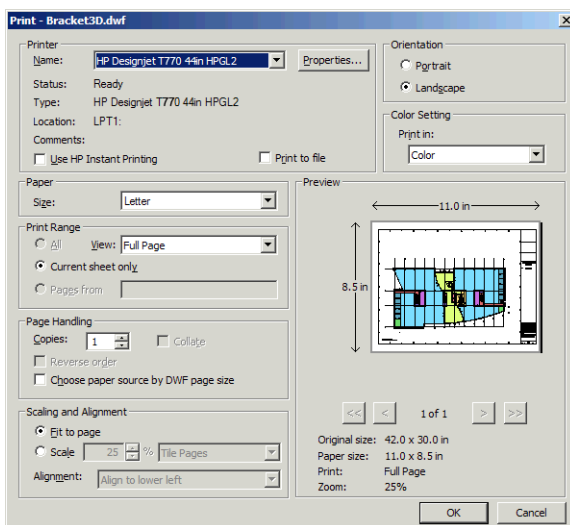 Print - Bracket3D.dwf
Printer
Name: HP Designjet T770 44in HPGL2 Properties...
Status: Ready
Type: HP Designjet T770 44in HPGL2
Location: LPT1:
Comments:
Use HP Instant Printing Print to file
Orientation
Portrait
Landscape
Color Setting
Print in:
Color
Paper
Size: Letter
Print Range
All View: Full Page
Current sheet only
Pages from
Page Handling
Copies: 1 Collate
Reverse order
Choose paper source by DWF page size
Scaling and Alignment
Fit to page
Scale 25 % Tile Pages
Alignment: Align to lower left
Preview
11.0 in
8.5 in
<< < 1 of 1 > >>
Original size: 42.0 x 30.0 in
Paper size: 11.0 x 8.5 in
Print: Full Page
Zoom: 25%
OK Cancel